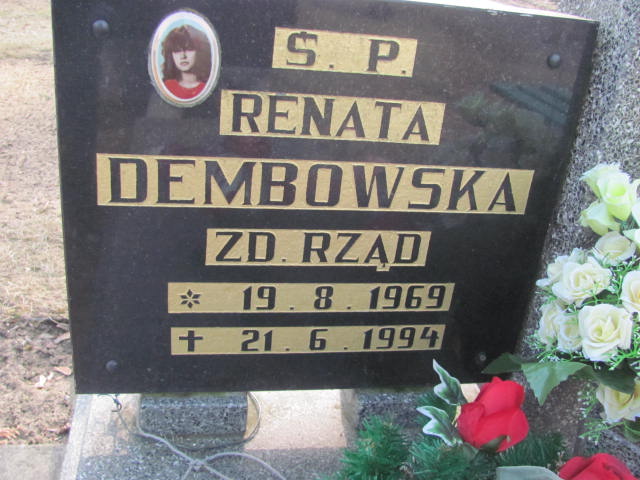 Ś. P.
RENATA
DEMBOWSKA
ZD. RZĄD
* 19.8.1969
✝ 21.6.1994